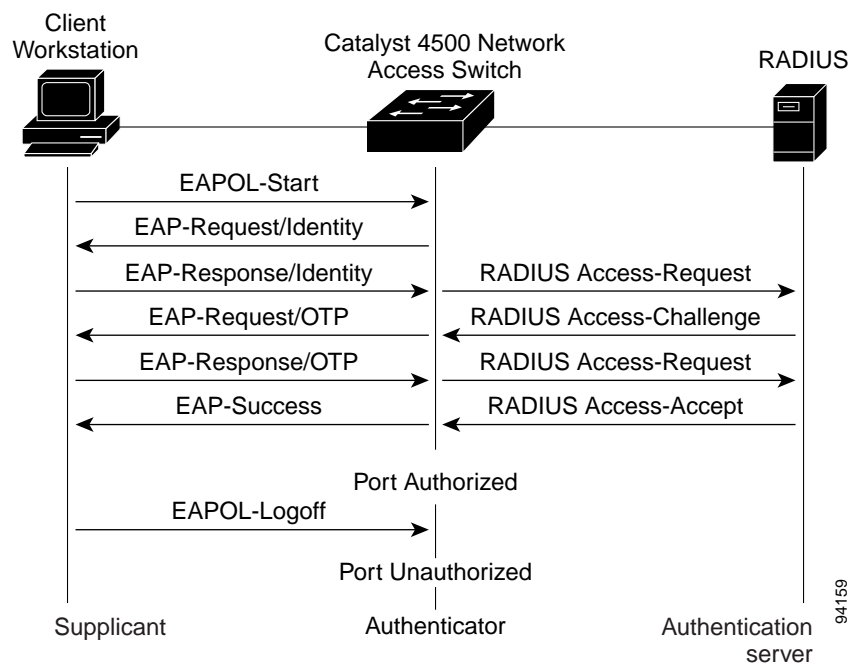 Client
Workstation
Catalyst 4500 Network
Access Switch
RADIUS
EAPOL-Start
EAP-Request/Identity
EAP-Response/Identity
RADIUS Access-Request
EAP-Request/OTP
RADIUS Access-Challenge
EAP-Response/OTP
RADIUS Access-Request
EAP-Success
RADIUS Access-Accept
Port Authorized
EAPOL-Logoff
Port Unauthorized
Supplicant
Authenticator
Authentication
server
94159